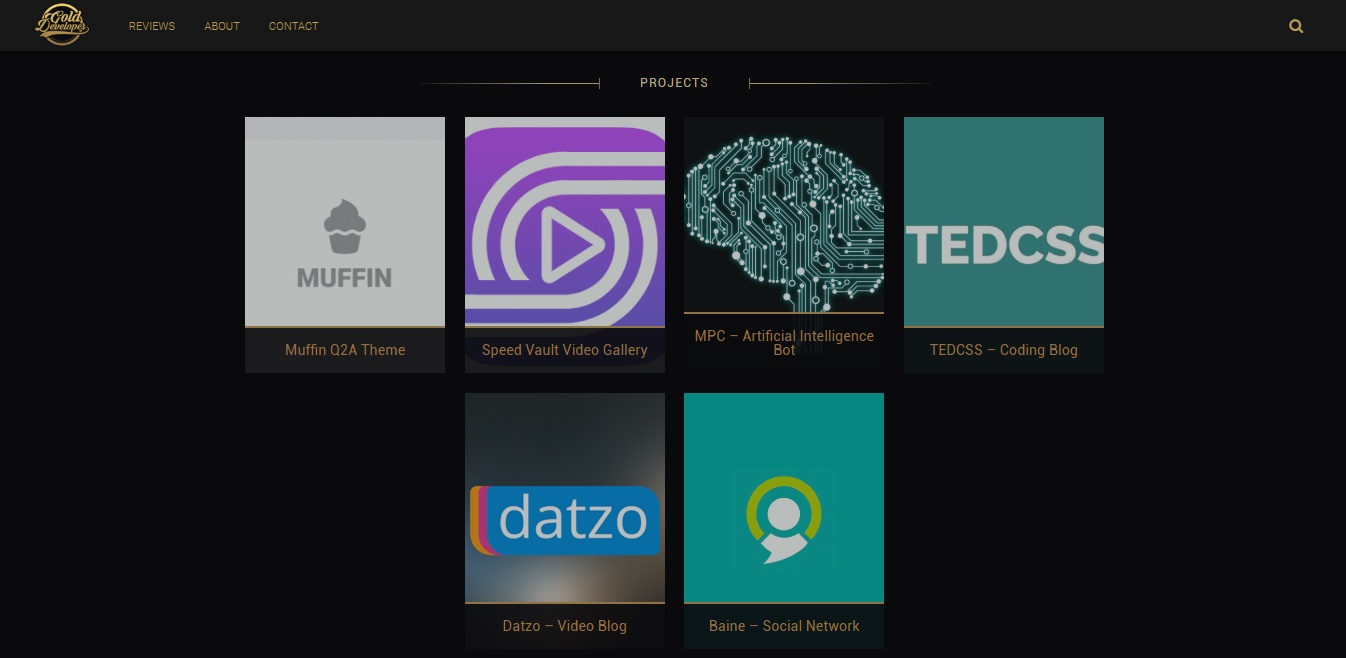 Gold
Developer
REVIEWS ABOUT CONTACT
PROJECTS
MUFFIN
TEDCSS
Muffin Q2A Theme
Speed Vault Video Gallery
MPC – Artificial Intelligence
Bot
TEDCSS – Coding Blog
datzo
Datzo – Video Blog
Baine – Social Network